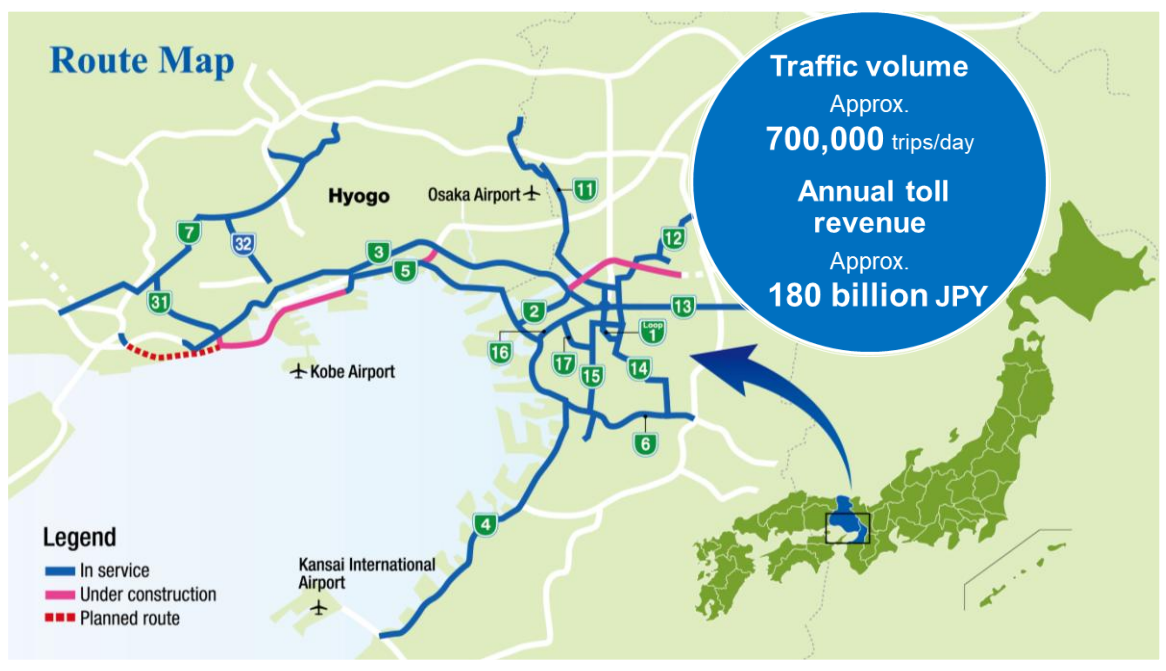 Route Map
Traffic volume
Approx.
700,000 trips/day
Annual toll
revenue
Approx.
180 billion JPY
Hyogo
Osaka Airport
11
12
7
32
3
5
31
2
13
Loop
1
16
17
15
14
Kobe Airport
6
4
Legend
In service
Under construction
Planned route
Kansai International
Airport